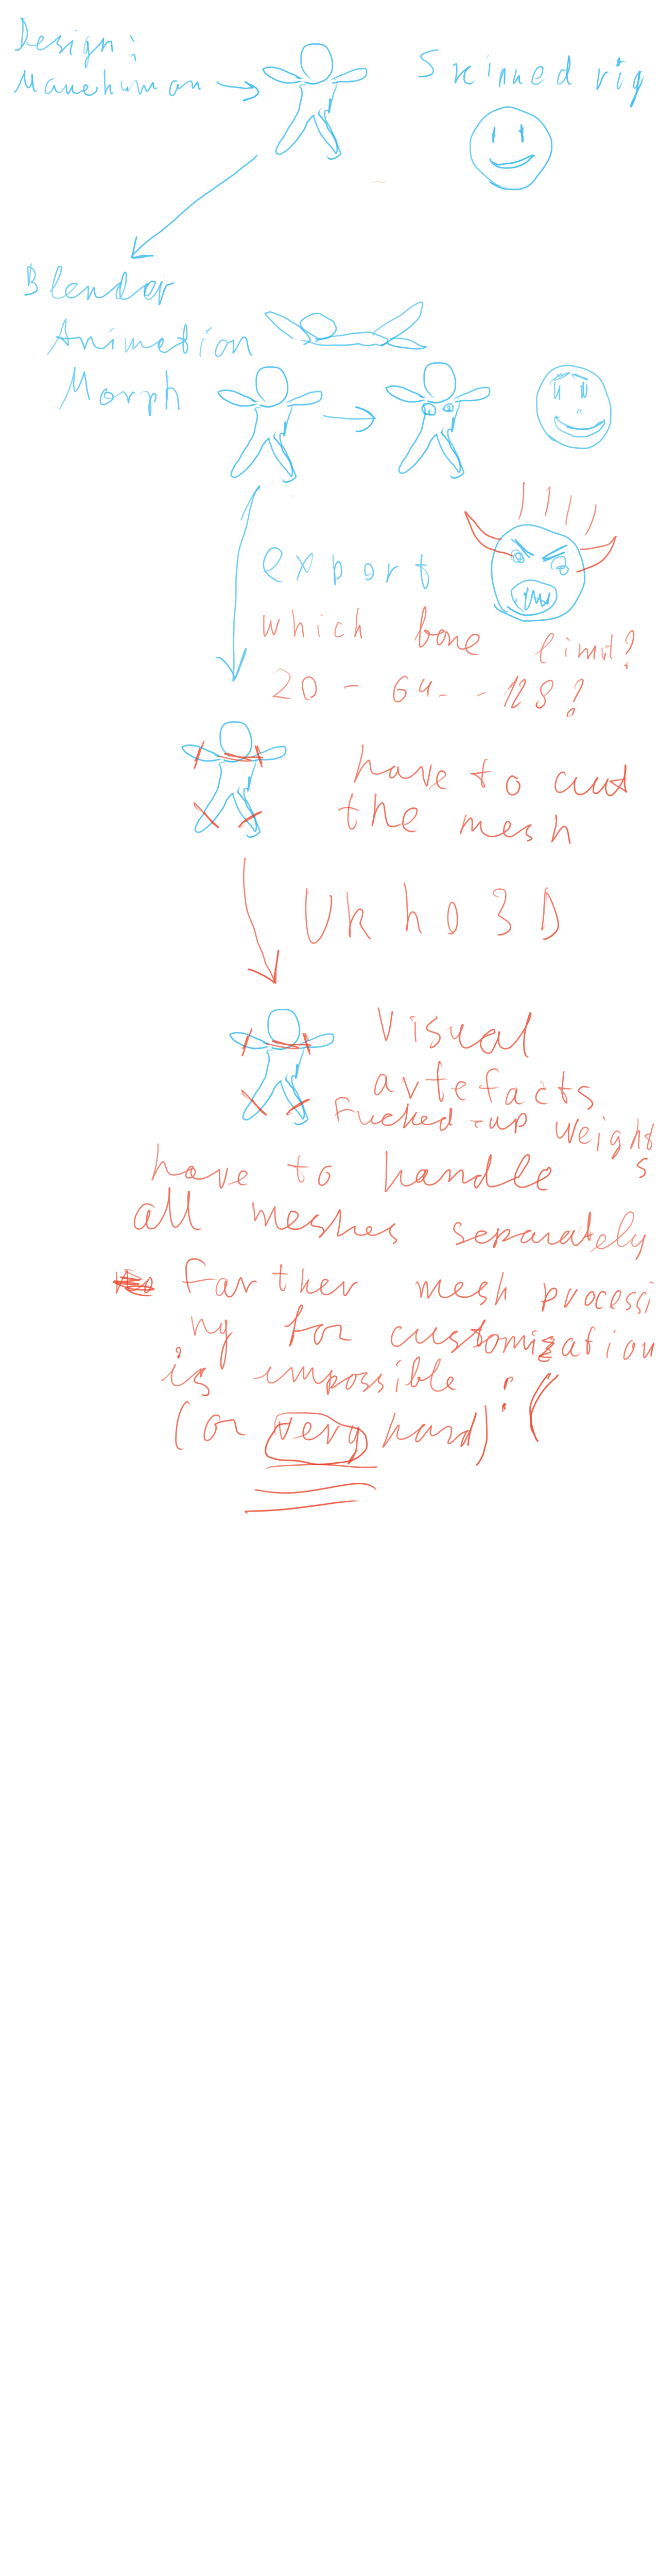 Design:
Makehuman
Skinned rig
Blender
Animation
Morph
export
which bone limit?
20 - 64 - - 128?
have to cut
the mesh
Urho3D
Visual
artefacts
Fucked-up weights
have to handle
all meshes separately
farther mesh processi
ng for customization
is impossible :(
(or very hard)